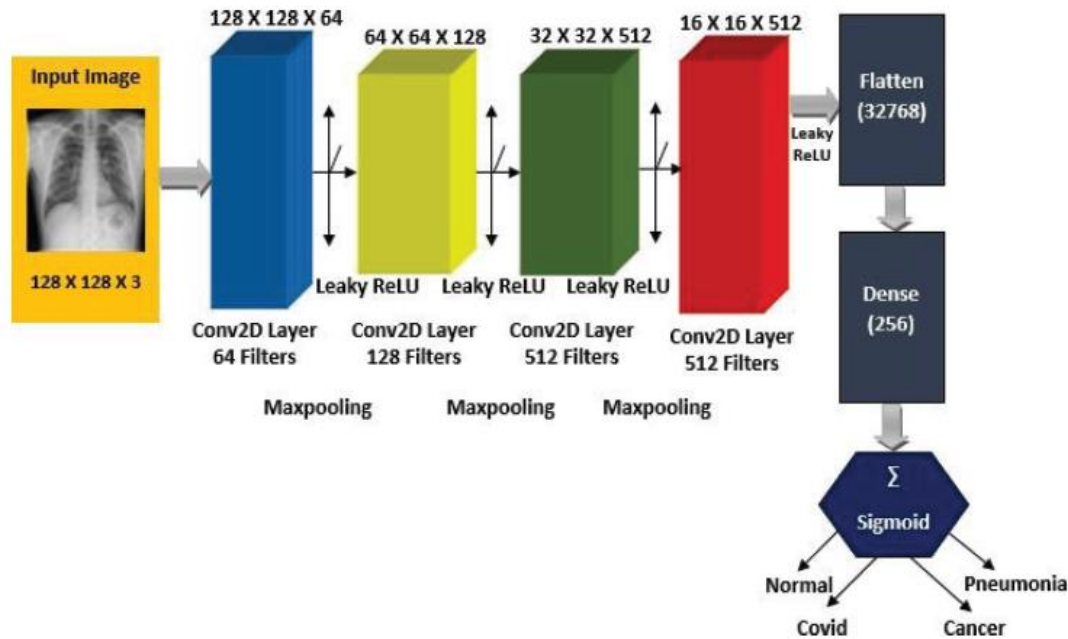 Input Image
128 X 128 X 3
128 X 128 X 64
64 X 64 X 128
32 X 32 X 512
16 X 16 X 512
Leaky ReLU
Leaky ReLU
Leaky ReLU
Leaky
ReLU
Conv2D Layer
64 Filters
Conv2D Layer
128 Filters
Conv2D Layer
512 Filters
Conv2D Layer
512 Filters
Maxpooling
Maxpooling
Maxpooling
Flatten
(32768)
Dense
(256)
Σ
Sigmoid
Normal
Covid
Cancer
Pneumonia